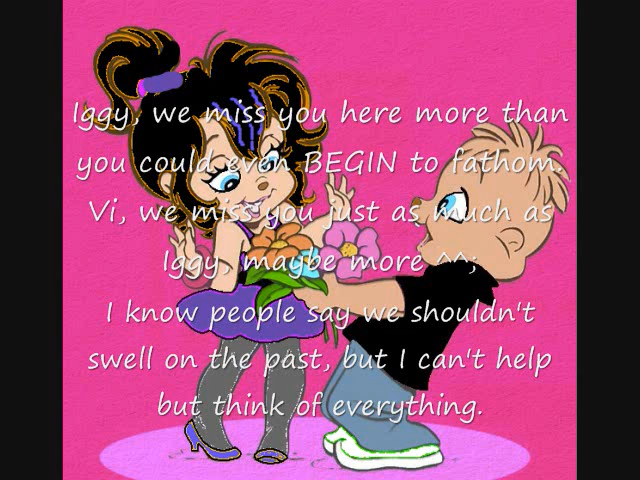 Iggy, we miss you here more than
you could even BEGIN to fathom.
Vi, we miss you just as much as
Iggy, maybe more ^^;
I know people say we shouldn't
swell on the past, but I can't help
but think of everything.